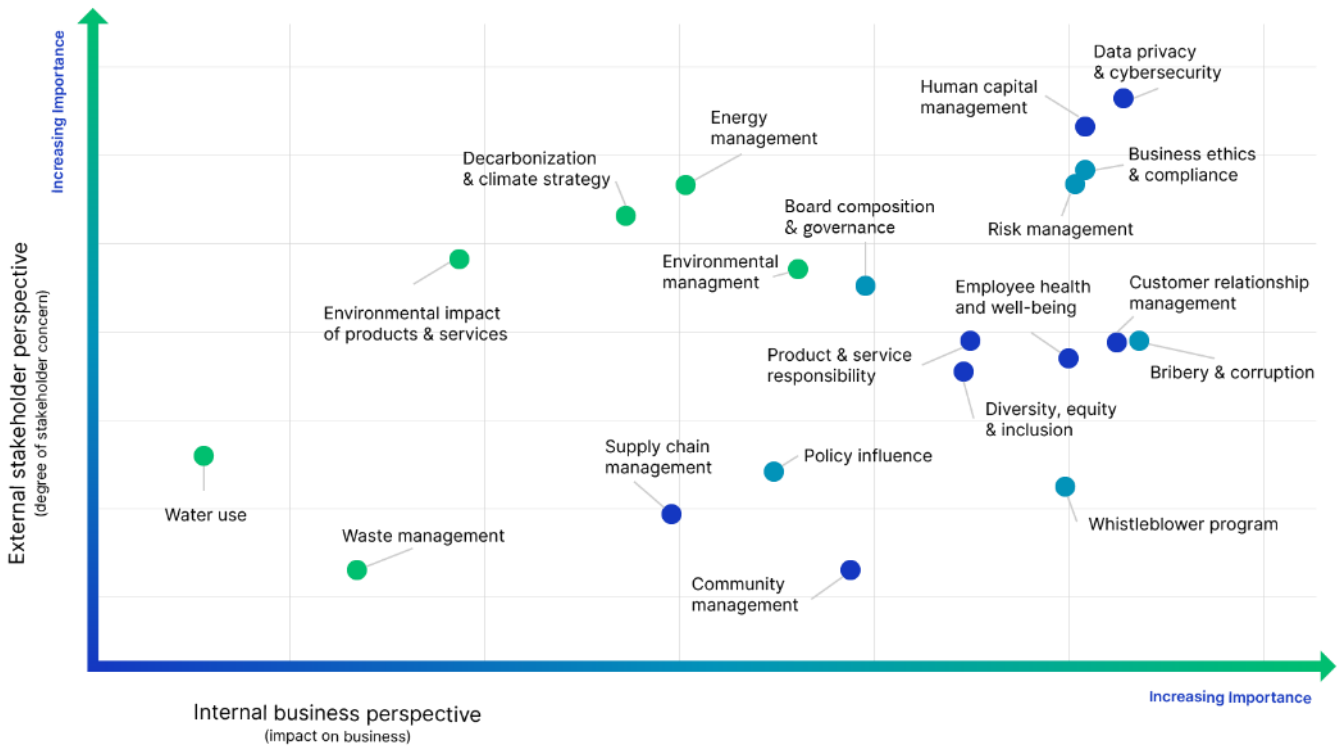 Increasing Importance
External stakeholder perspective
(degree of stakeholder concern)
Data privacy
& cybersecurity
Human capital
management
Energy
management
Business ethics
& compliance
Decarbonization
& climate strategy
Board composition
& governance
Risk management
Environmental
managment
Employee health
and well-being
Customer relationship
management
Environmental impact
of products & services
Product & service
responsibility
Bribery & corruption
Diversity, equity
& inclusion
Supply chain
management
Policy influence
Water use
Whistleblower program
Waste management
Community
management
Increasing Importance
Internal business perspective
(impact on business)